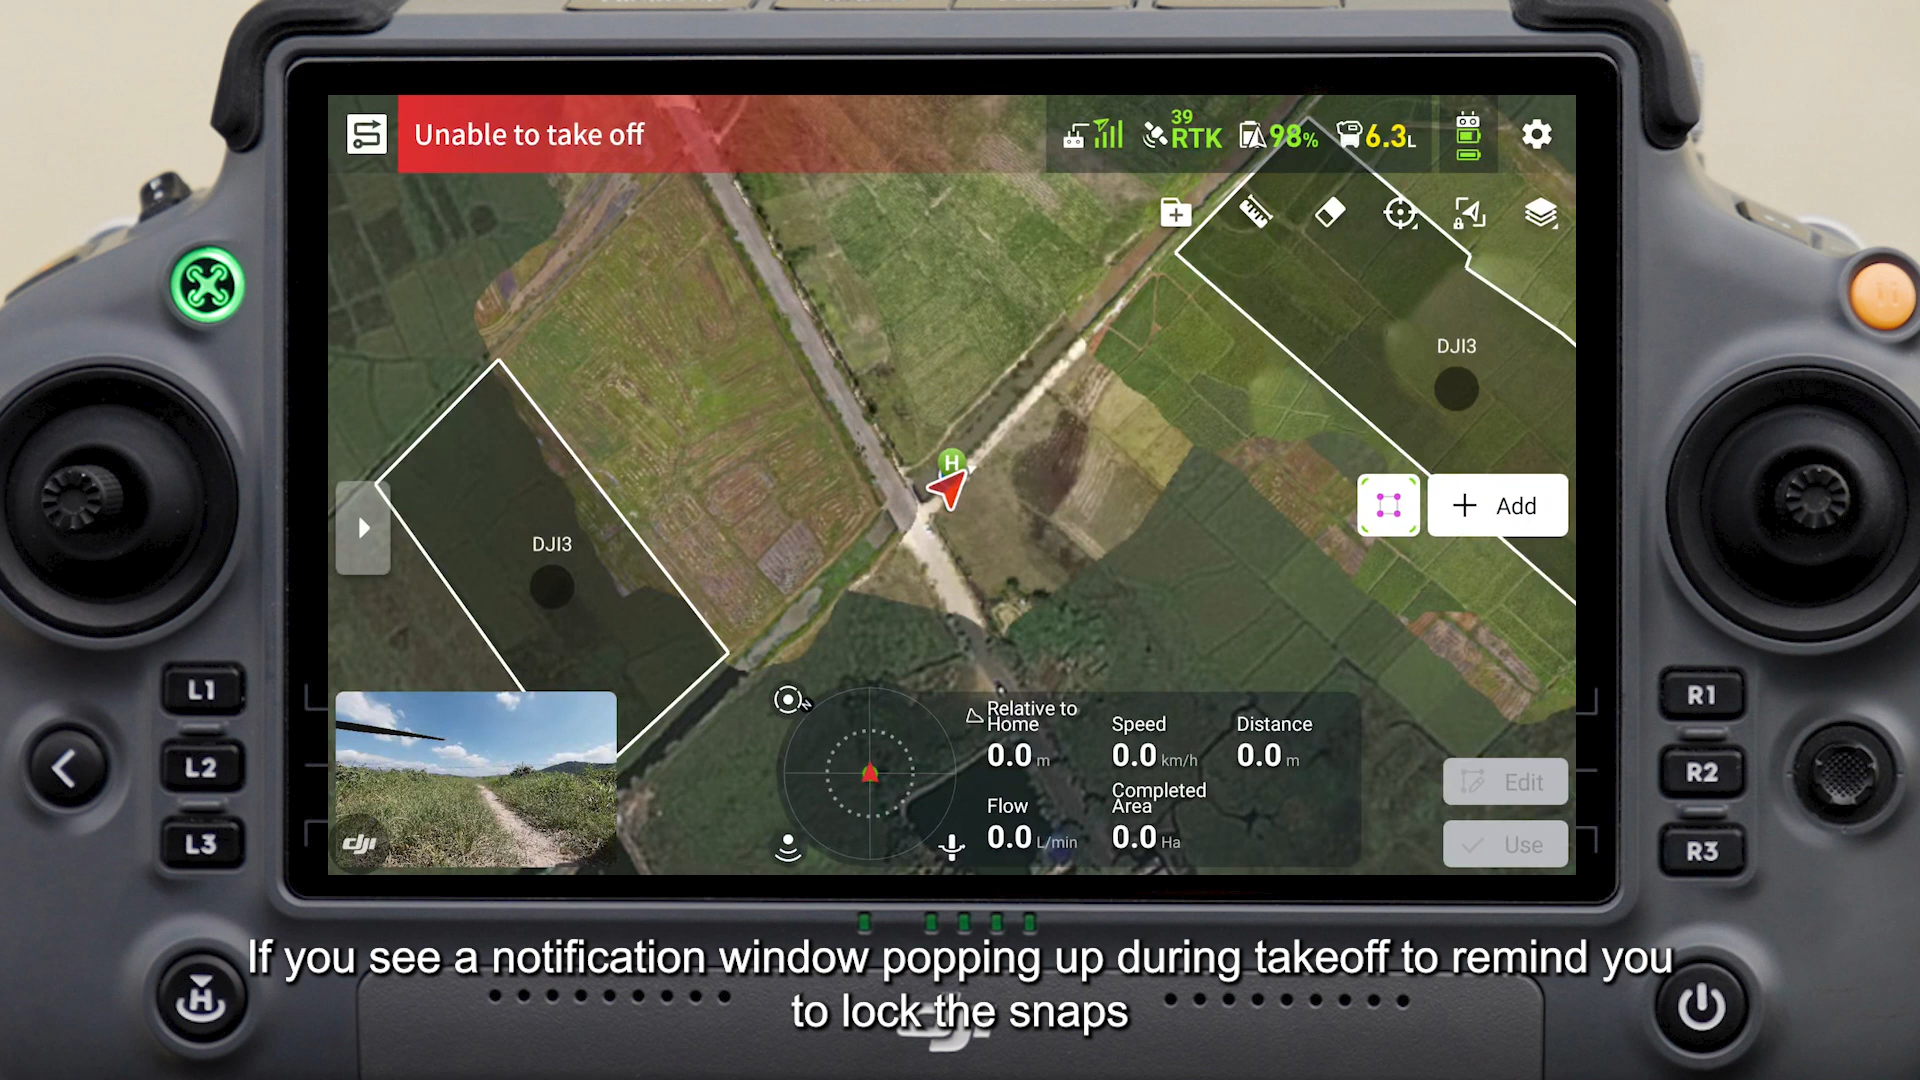 Unable to take off
39
RTK
98%
6.3L
DJI3
DJI3
H
+ Add
N
Relative to
Home
0.0 m
Speed
0.0 km/h
Distance
0.0 m
Flow
0.0 L/min
Completed
Area
0.0 Ha
Edit
Use
dji
L1
L2
L3
R1
R2
R3
H
If you see a notification window popping up during takeoff to remind you
to lock the snaps
dji